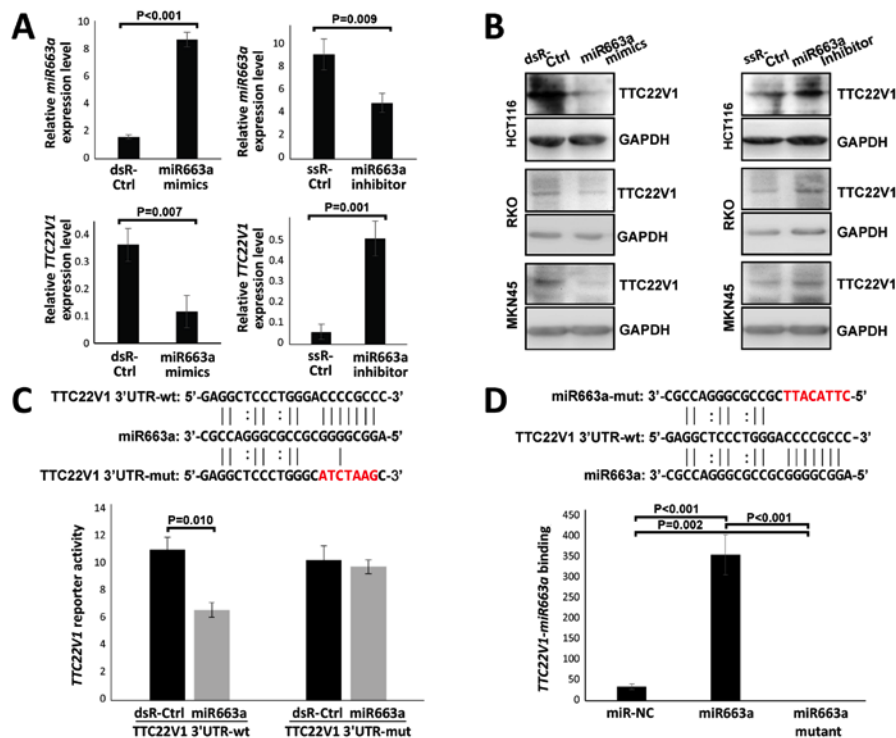 A
P<0.001
Relative miR663a
expression level
10
8
6
4
2
0
dsR-
Ctrl
miR663a
mimics
P=0.009
Relative miR663a
expression level
12
10
8
6
4
2
0
ssR-
Ctrl
miR663a
inhibitor
P=0.007
Relative TTC22V1
expression level
0.4
0.3
0.2
0.1
0
dsR-
Ctrl
miR663a
mimics
P=0.001
Relative TTC22V1
expression level
0.5
0.4
0.3
0.2
0.1
0
ssR-
Ctrl
miR663a
inhibitor
B
dsR-
Ctrl
miR663a
mimics
HCT116
TTC22V1
GAPDH
RKO
TTC22V1
GAPDH
MKN45
TTC22V1
GAPDH
ssR-
Ctrl
miR663a
Inhibitor
HCT116
TTC22V1
GAPDH
RKO
TTC22V1
GAPDH
MKN45
TTC22V1
GAPDH
C
TTC22V1 3'UTR-wt: 5'-GAGGCTCCCTGGGACCCCGCCC-3'
miR663a: 3'-CGCCAGGGCGCCGCGGGGCGGA-5'
TTC22V1 3'UTR-mut: 5'-GAGGCTCCCTGGGCATCTAAGC-3'
P=0.010
TTC22V1 reporter activity
14
12
10
8
6
4
2
0
dsR-Ctrl miR663a
TTC22V1 3'UTR-wt
dsR-Ctrl miR663a
TTC22V1 3'UTR-mut
D
miR663a-mut: 3'-CGCCAGGGCGCCGCTTACATTC-5'
TTC22V1 3'UTR-wt: 5'-GAGGCTCCCTGGGACCCCGCCC-3'
miR663a: 3'-CGCCAGGGCGCCGCGGGGCGGA-5'
P<0.001
P=0.002
P<0.001
TTC22V1-miR663a binding
450
400
350
300
250
200
150
100
50
0
miR-NC
miR663a
miR663a
mutant